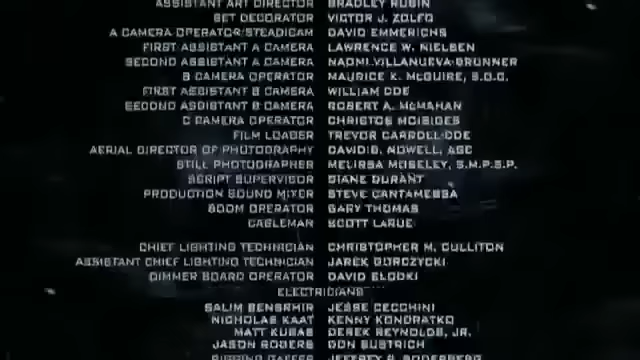 ASSISTANT ART DIRECTOR BRADLEY RUBIN
SET DECORATOR VICTOR J. ZOLFO
A CAMERA OPERATOR/STEADICAM DAVID EMMERICHS
FIRST ASSISTANT A CAMERA LAWRENCE W. NIELSEN
SECOND ASSISTANT A CAMERA NAOMI VILLANUEVA-BRUNNER
B CAMERA OPERATOR MAURICE K. McGUIRE, S.O.C.
FIRST ASSISTANT B CAMERA WILLIAM COE
SECOND ASSISTANT B CAMERA ROBERT A. McMAHAN
C CAMERA OPERATOR CHRISTOS MOISIDES
FILM LOADER TREVOR CARROLL-COE
AERIAL DIRECTOR OF PHOTOGRAPHY DAVID B. NOWELL, ASC
STILL PHOTOGRAPHER MELISSA MOSELEY, S.M.P.S.P.
SCRIPT SUPERVISOR DIANE DURANT
PRODUCTION SOUND MIXER STEVE CANTAMESSA
BOOM OPERATOR GARY THOMAS
CABLEMAN SCOTT LARUE
CHIEF LIGHTING TECHNICIAN CHRISTOPHER M. CULLITON
ASSISTANT CHIEF LIGHTING TECHNICIAN JAREK GORCZYCKI
DIMMER BOARD OPERATOR DAVID SLODKI
ELECTRICIANS
SALIM BENSRHIR JESSE CECCHINI
NICHOLAS KAAT KENNY KONDRATKO
MATT KUBAS DEREK REYNOLDS, JR.
JASON ROGERS DON BUSTRICH
JEFFREY R. SODERBERG